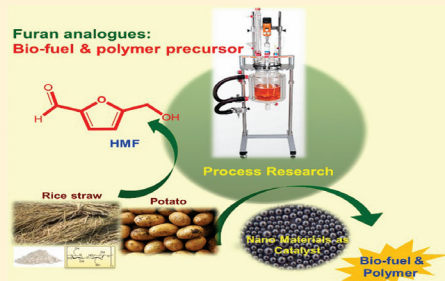 Furan analogues:
Bio-fuel & polymer precursor
O
H
O
OH
HMF
Process Research
Rice straw
Potato
Nano Materials as
Catalyst
Bio-fuel &
Polymer